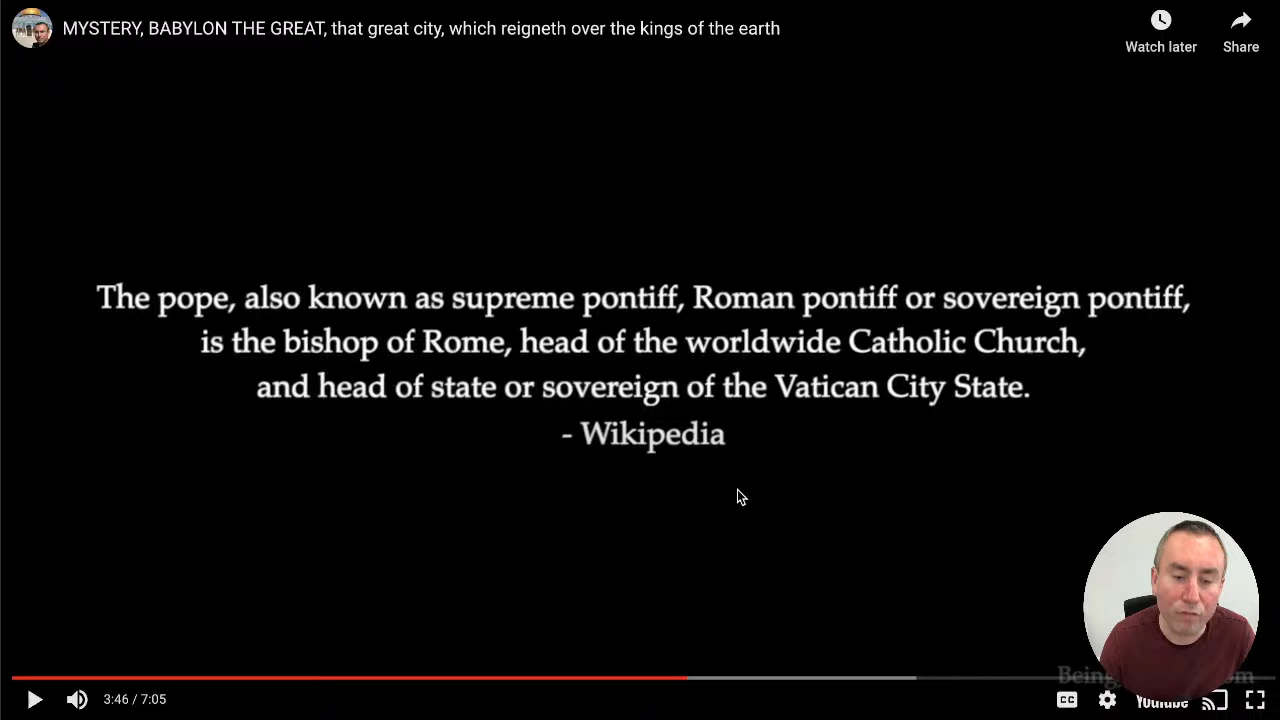 MYSTERY, BABYLON THE GREAT, that great city, which reigneth over the kings of the earth
Watch later
Share
The pope, also known as supreme pontiff, Roman pontiff or sovereign pontiff,
is the bishop of Rome, head of the worldwide Catholic Church,
and head of state or sovereign of the Vatican City State.
- Wikipedia
3:46 / 7:05
CC
YouTube